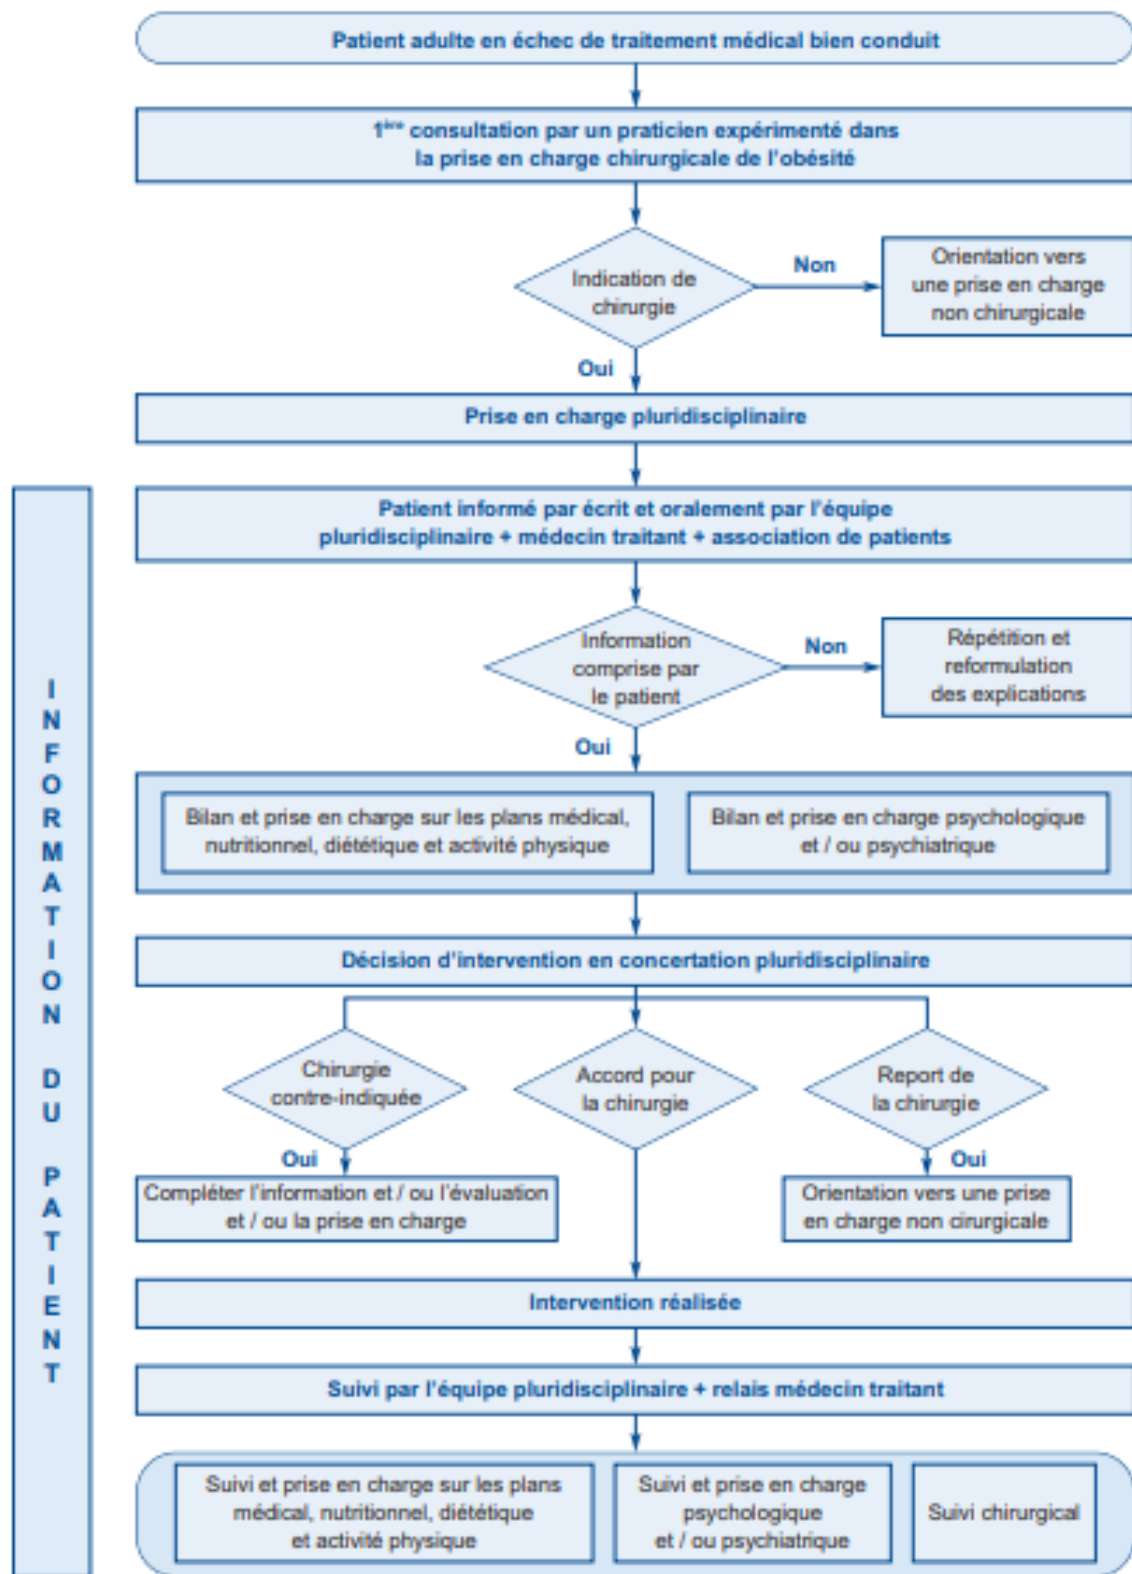 Patient adulte en échec de traitement médical bien conduit
1ère consultation par un praticien expérimenté dans
la prise en charge chirurgicale de l'obésité
Indication de
chirurgie
Non
Orientation vers
une prise en charge
non chirurgicale
Oui
Prise en charge pluridisciplinaire
INFORMATION DU PATIENT
Patient informé par écrit et oralement par l'équipe
pluridisciplinaire + médecin traitant + association de patients
Information
comprise par
le patient
Non
Répétition et
reformulation
des explications
Oui
Bilan et prise en charge sur les plans médical,
nutritionnel, diététique et activité physique
Bilan et prise en charge psychologique
et / ou psychiatrique
Décision d'intervention en concertation pluridisciplinaire
Chirurgie
contre-indiquée
Accord pour
la chirurgie
Report de
la chirurgie
Oui
Oui
Compléter l'information et / ou l'évaluation
et / ou la prise en charge
Orientation vers une prise
en charge non cirurgicale
Intervention réalisée
Suivi par l'équipe pluridisciplinaire + relais médecin traitant
Suivi et prise en charge sur les plans
médical, nutritionnel, diététique
et activité physique
Suivi et prise en charge
psychologique
et / ou psychiatrique
Suivi chirurgical